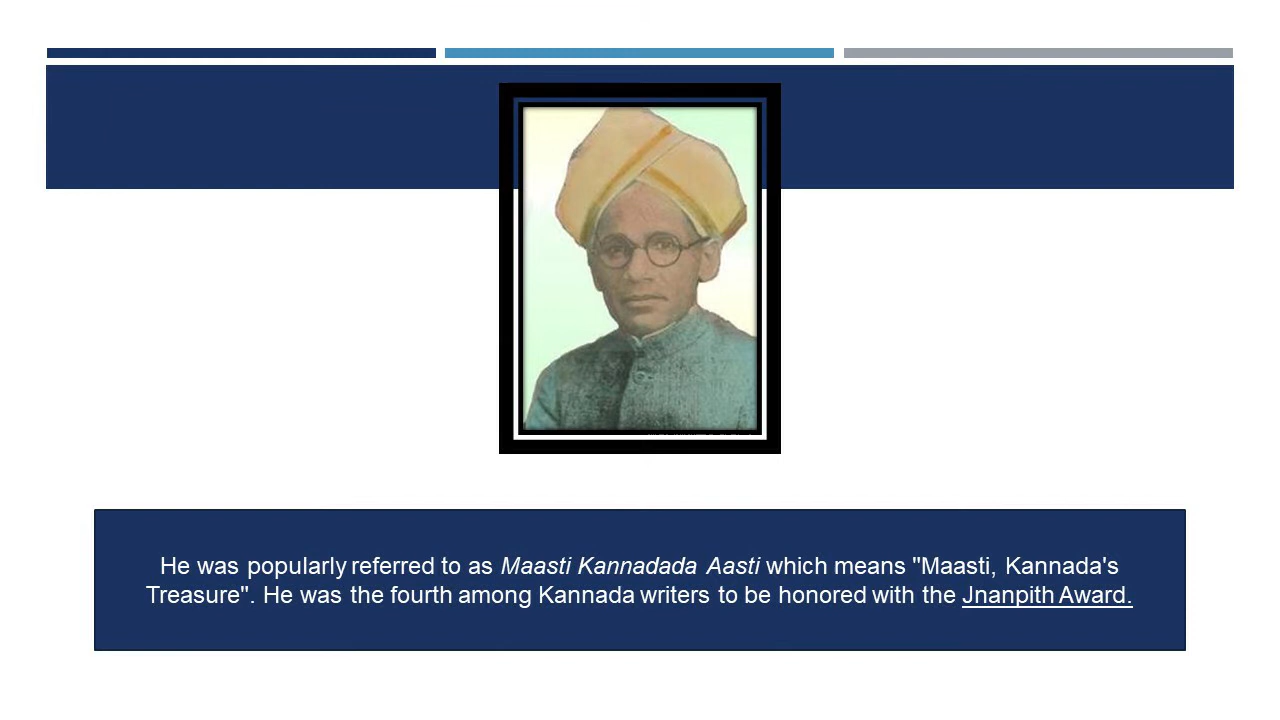 He was popularly referred to as Maasti Kannadada Aasti which means "Maasti, Kannada's
Treasure". He was the fourth among Kannada writers to be honored with the Jnanpith Award.